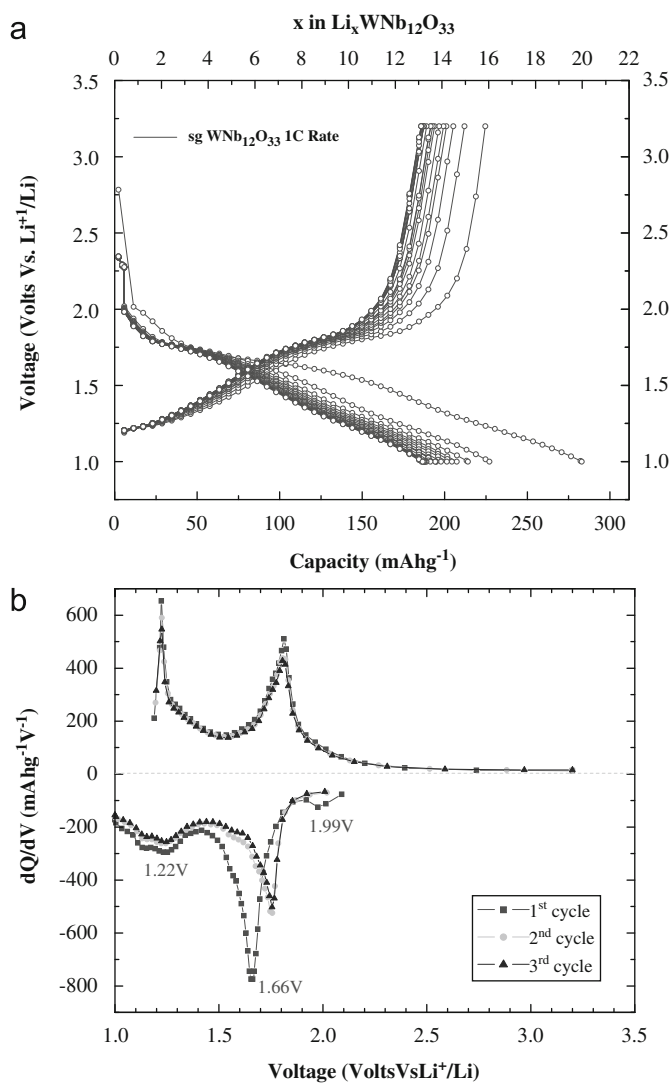 a
x in LiₓWNb₁₂O₃₃
0 2 4 6 8 10 12 14 16 18 20 22
3.5 3.5
3.0 3.0
2.5 2.5
2.0 2.0
1.5 1.5
1.0 1.0
Voltage (Volts Vs. Li⁺¹/Li)
sg WNb₁₂O₃₃ 1C Rate
0 50 100 150 200 250 300
Capacity (mAhg⁻¹)
b
600
400
200
0
-200
-400
-600
-800
dQ/dV (mAhg⁻¹V⁻¹)
1.99V
1.22V
1.66V
1ˢᵗ cycle
2ⁿᵈ cycle
3ʳᵈ cycle
1.0 1.5 2.0 2.5 3.0 3.5
Voltage (VoltsVsLi⁺/Li)